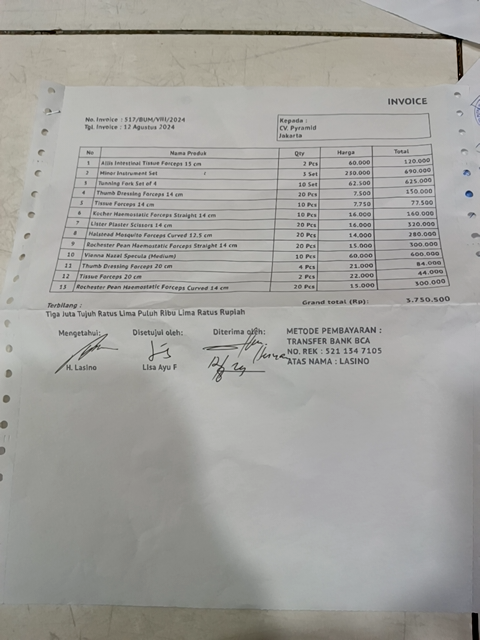 INVOICE
No. Invoice : 517/BUM/VRI/2024
Tgl. Invoice : 12 Agustus 2024
Kepada :
CV. Pyramid
Jakarta
No Nama Produk Qty Harga Total
1 Allis Intestinal Tissue Forceps 15 cm 2 Pcs 60.000 120.000
2 Minor Instrument Set 3 Set 230.000 690.000
3 Tunning Fork Set of 4 10 Set 62.500 625.000
4 Thumb Dressing Forceps 14 cm 20 Pcs 7.500 150.000
5 Tissue Forceps 14 cm 10 Pcs 7.750 77.500
6 Kocher Haemostatic Forceps Straight 14 cm 10 Pcs 16.000 160.000
7 Lister Plaster Scissors 14 cm 20 Pcs 16.000 320.000
8 Halstead Mosquito Forceps Curved 12,5 cm 20 Pcs 14.000 280.000
9 Rochester Pean Haemostatic Forceps Straight 14 cm 20 Pcs 15.000 300.000
10 Vienna Nasal Specula (Medium) 10 Pcs 60.000 600.000
11 Thumb Dressing Forceps 20 cm 4 Pcs 21.000 84.000
12 Tissue Forceps 20 cm 2 Pcs 22.000 44.000
13 Rochester Pean Haemostatic Forceps Curved 14 cm 20 Pcs 15.000 300.000
Grand total (Rp): 3.750.500
Terbilang :
Tiga Juta Tujuh Ratus Lima Puluh Ribu Lima Ratus Rupiah
Mengetahui: Disetujui oleh: Diterima oleh:
H. Lasino Lisa Ayu F
METODE PEMBAYARAN :
TRANSFER BANK BCA
NO. REK : 521 134 7105
ATAS NAMA : LASINO